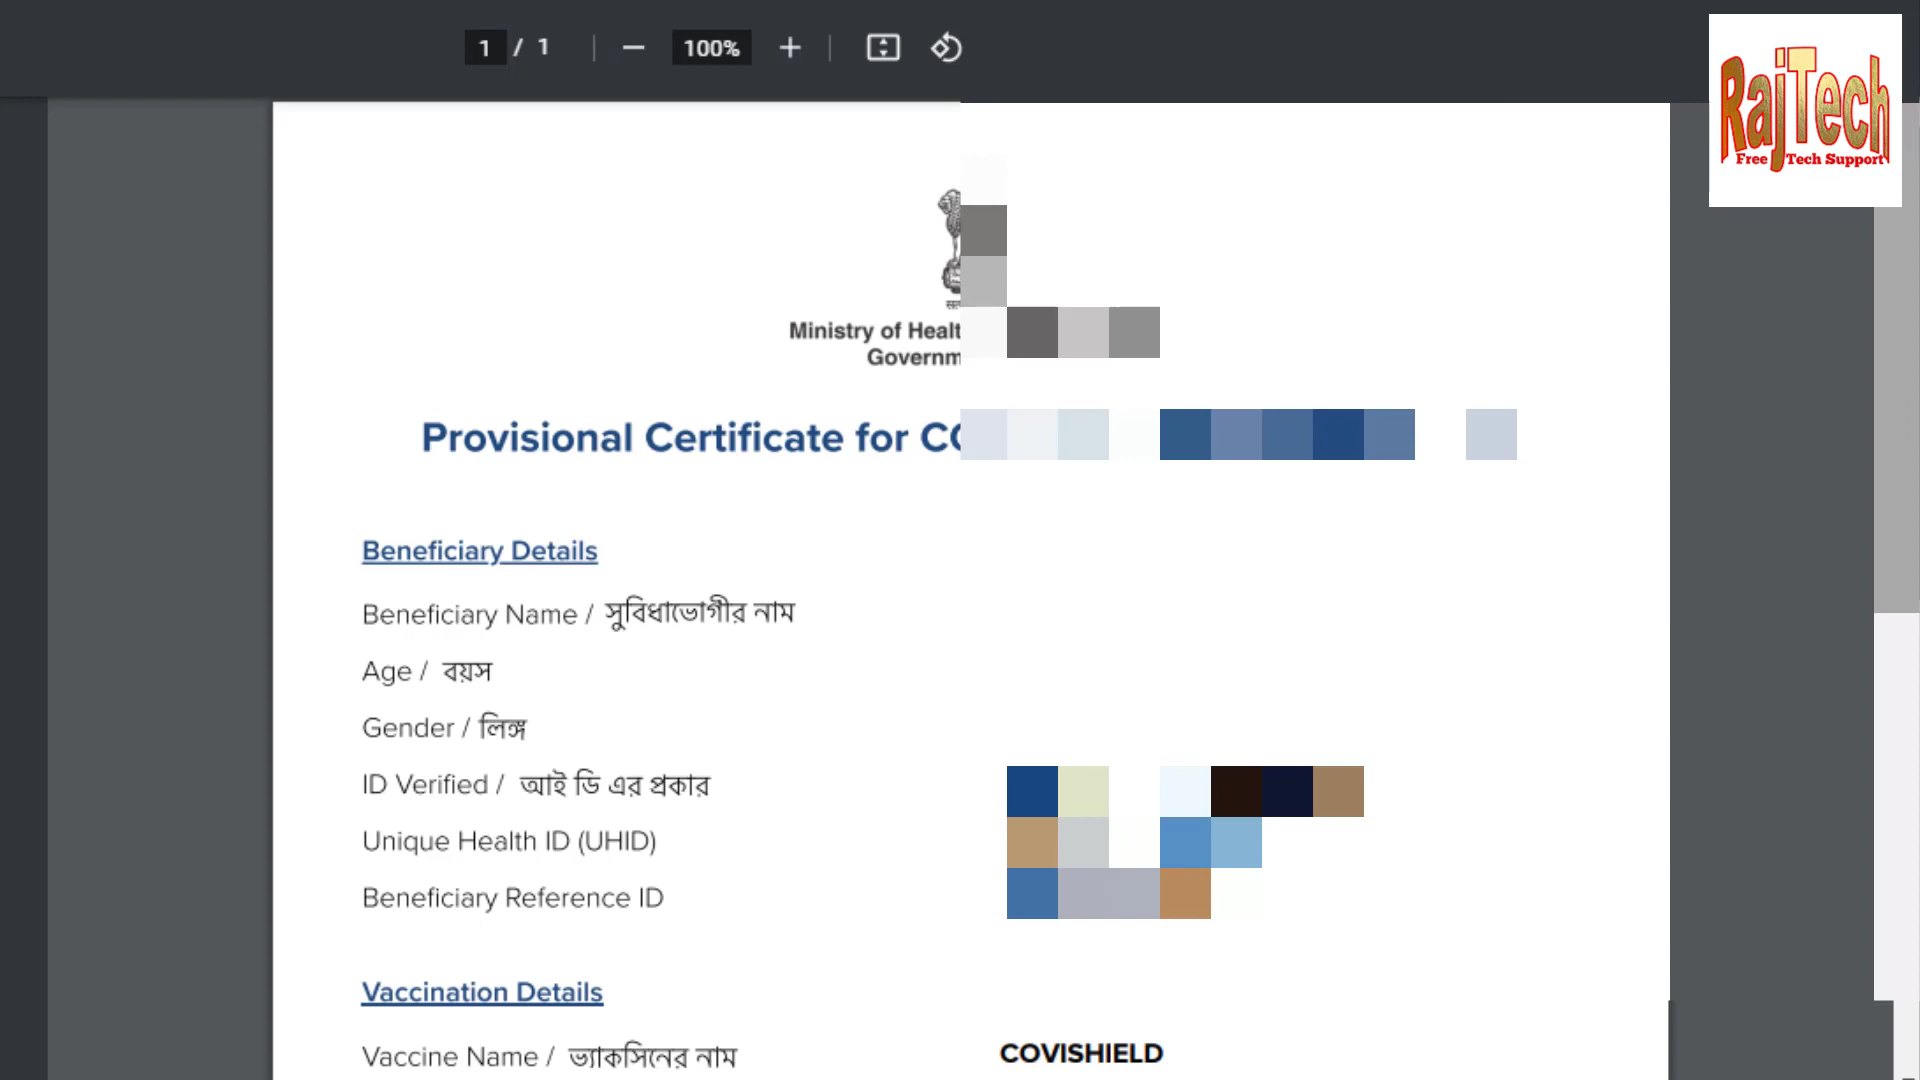 1 / 1 100%
RajTech
Free Tech Support
Ministry of Healt
Governm
Provisional Certificate for CO
Beneficiary Details
Beneficiary Name / সুবিধাভোগীর নাম
Age / বয়স
Gender / লিঙ্গ
ID Verified / আই ডি এর প্রকার
Unique Health ID (UHID)
Beneficiary Reference ID
Vaccination Details
Vaccine Name / ভ্যাকসিনের নাম COVISHIELD